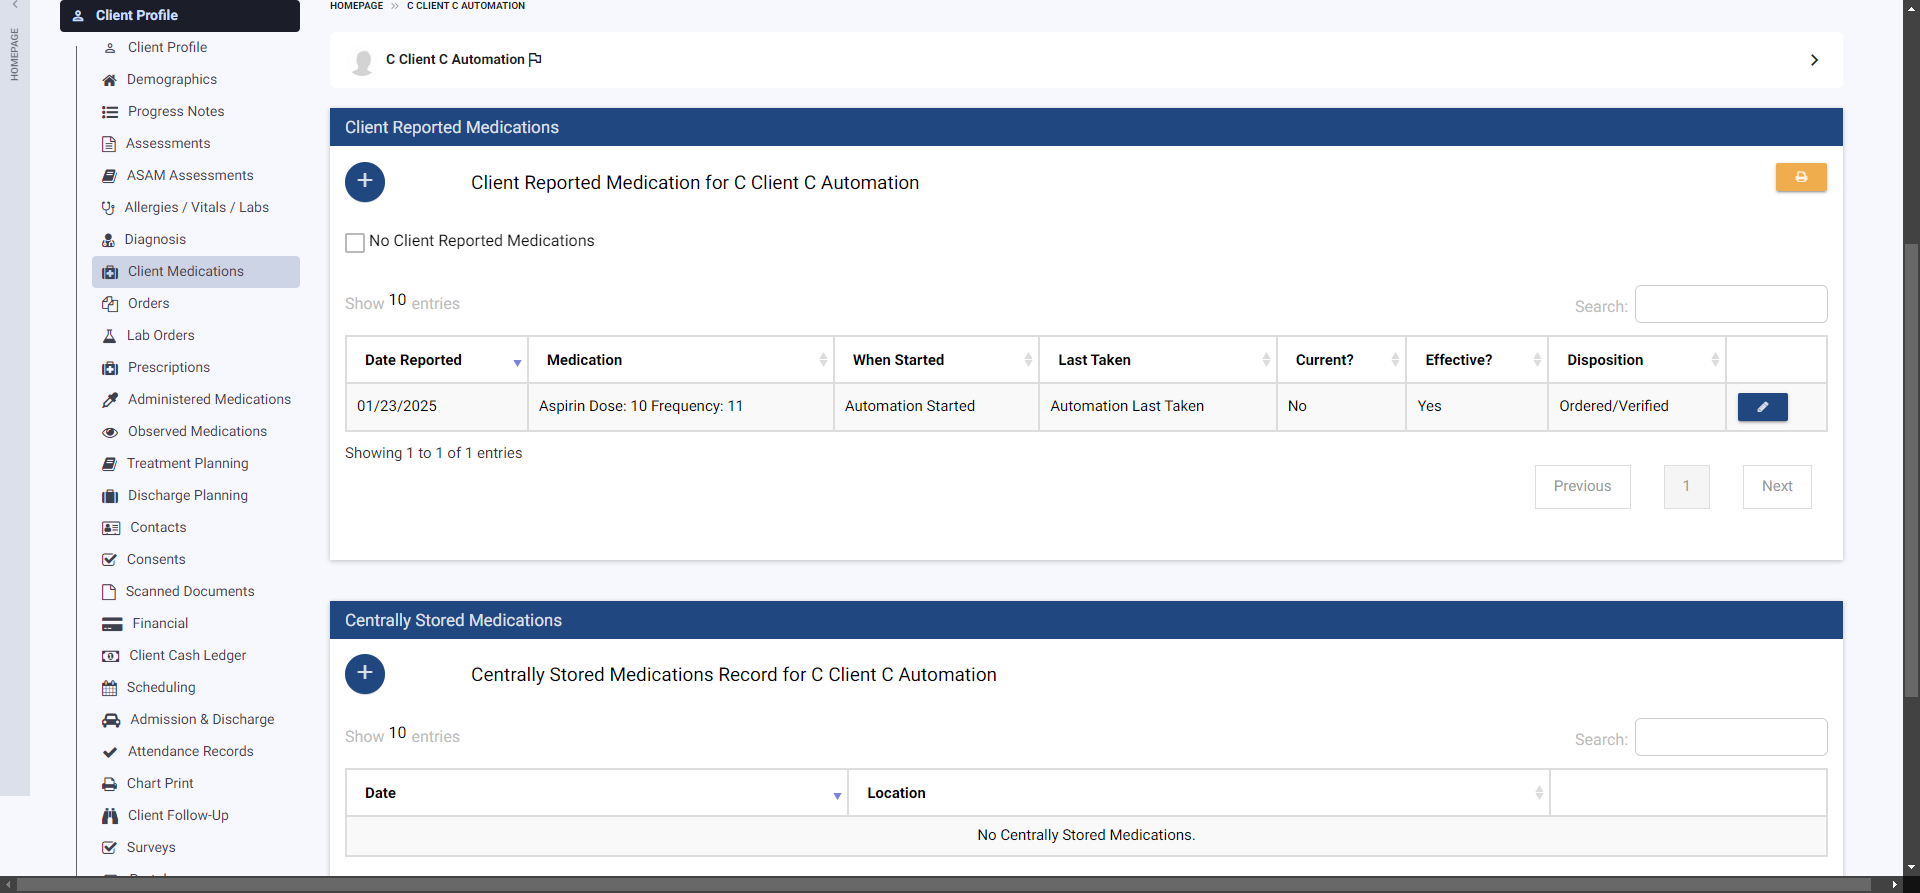 HOMEPAGE
Client Profile
Client Profile
Demographics
Progress Notes
Assessments
ASAM Assessments
Allergies / Vitals / Labs
Diagnosis
Client Medications
Orders
Lab Orders
Prescriptions
Administered Medications
Observed Medications
Treatment Planning
Discharge Planning
Contacts
Consents
Scanned Documents
Financial
Client Cash Ledger
Scheduling
Admission & Discharge
Attendance Records
Chart Print
Client Follow-Up
Surveys
HOMEPAGE » C CLIENT C AUTOMATION
C Client C Automation
Client Reported Medications
Client Reported Medication for C Client C Automation
No Client Reported Medications
Show 10 entries
Search:
Date Reported Medication When Started Last Taken Current? Effective? Disposition
01/23/2025 Aspirin Dose: 10 Frequency: 11 Automation Started Automation Last Taken No Yes Ordered/Verified
Showing 1 to 1 of 1 entries
Previous 1 Next
Centrally Stored Medications
Centrally Stored Medications Record for C Client C Automation
Show 10 entries
Search:
Date Location
No Centrally Stored Medications.